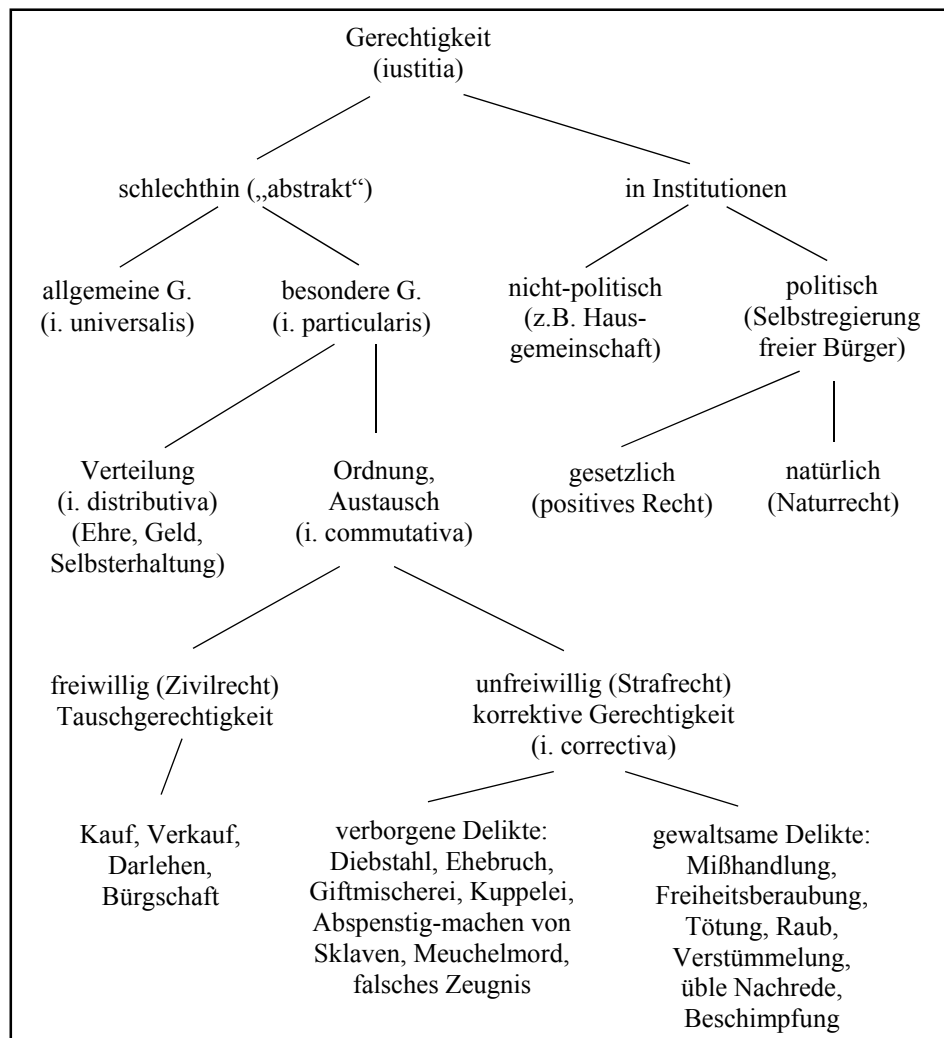 Gerechtigkeit
(iustitia)
schlechthin („abstrakt“)
in Institutionen
allgemeine G.
(i. universalis)
besondere G.
(i. particularis)
nicht-politisch
(z.B. Haus-
gemeinschaft)
politisch
(Selbstregierung
freier Bürger)
Verteilung
(i. distributiva)
(Ehre, Geld,
Selbsterhaltung)
Ordnung,
Austausch
(i. commutativa)
gesetzlich
(positives Recht)
natürlich
(Naturrecht)
freiwillig (Zivilrecht)
Tauschgerechtigkeit
unfreiwillig (Strafrecht)
korrektive Gerechtigkeit
(i. correctiva)
Kauf, Verkauf,
Darlehen,
Bürgschaft
verborgene Delikte:
Diebstahl, Ehebruch,
Giftmischerei, Kuppelei,
Abspenstig-machen von
Sklaven, Meuchelmord,
falsches Zeugnis
gewaltsame Delikte:
Mißhandlung,
Freiheitsberaubung,
Tötung, Raub,
Verstümmelung,
üble Nachrede,
Beschimpfung